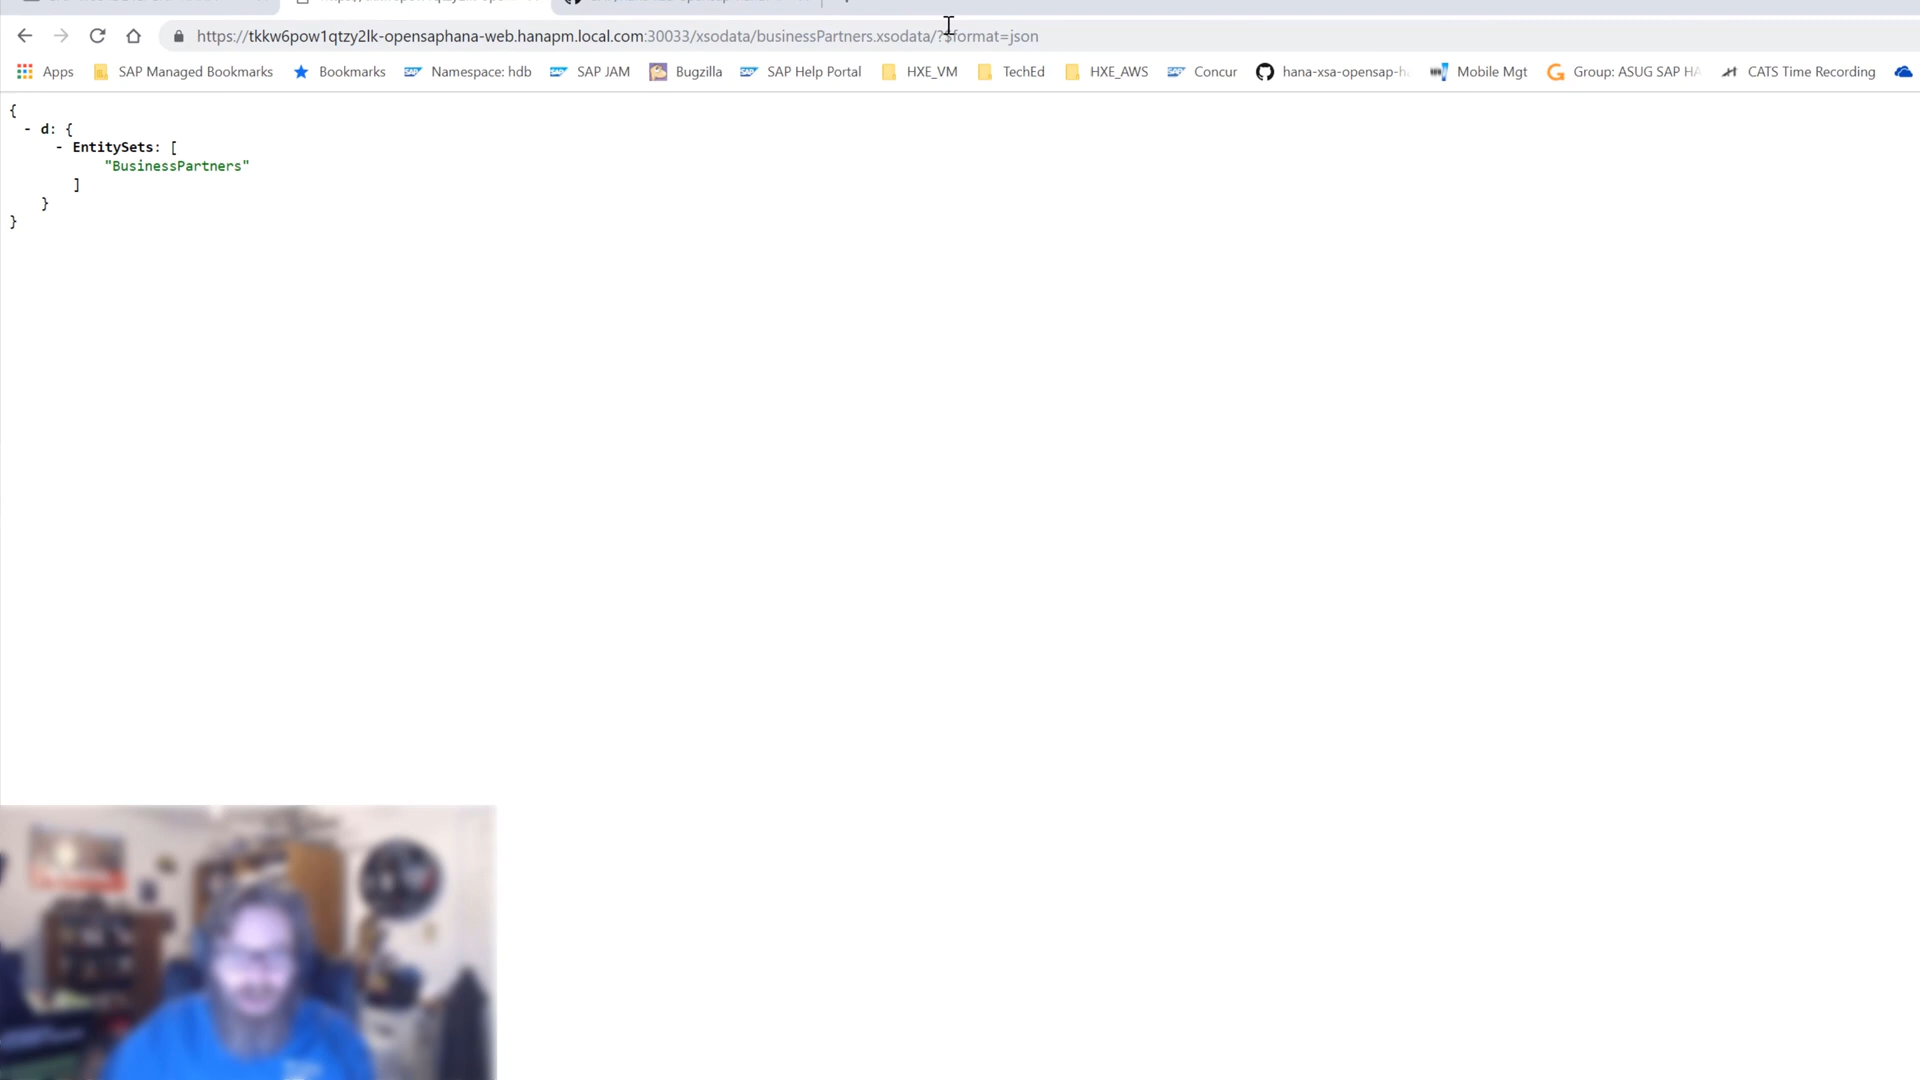 https://tkkw6pow1qtzy2lk-opensaphana-web.hanapm.local.com:30033/xsodata/businessPartners.xsodata/?$format=json
Apps SAP Managed Bookmarks Bookmarks Namespace: hdb SAP JAM Bugzilla SAP Help Portal HXE_VM TechEd HXE_AWS Concur hana-xsa-opensap-h Mobile Mgt Group: ASUG SAP HA CATS Time Recording
{
- d: {
- EntitySets: [
"BusinessPartners"
]
}
}